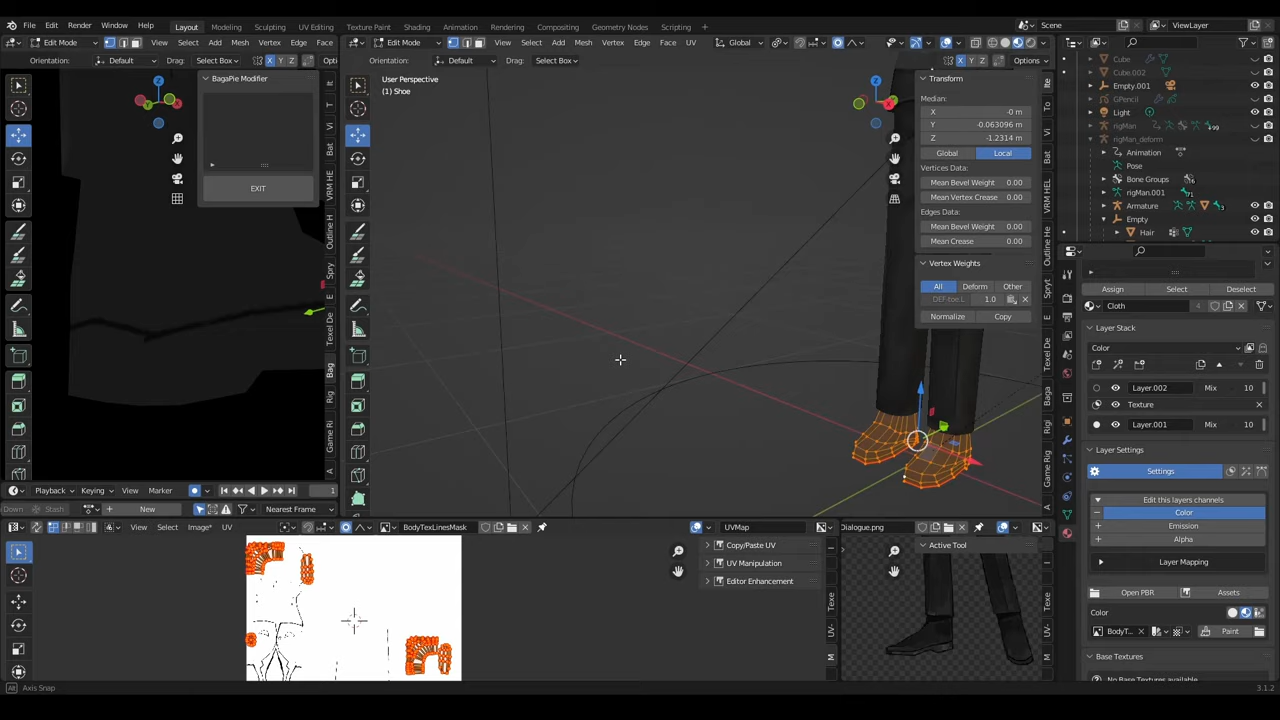 File Edit Render Window Help Layout Modeling Sculpting UV Editing Texture Paint Shading Animation Rendering Compositing Geometry Nodes Scripting + Scene ViewLayer
Edit Mode View Select Add Mesh Vertex Edge Face
Edit Mode View Select Add Mesh Vertex Edge Face UV Global
Orientation: Default Drag: Select Box X Y Z Opti
Orientation: Default Drag: Select Box X Y Z Options
BagaPie Modifier
EXIT
User Perspective
(1) Shoe
Transform
Median:
X -0 m
Y -0.063096 m
Z -1.2314 m
Global Local
Vertices Data:
Mean Bevel Weight 0.00
Mean Vertex Crease 0.00
Edges Data:
Mean Bevel Weight 0.00
Mean Crease 0.00
Vertex Weights
All Deform Other
DEF-toe.L 1.0
Normalize Copy
Cube
Cube.002
Empty.001
GPencil
Light
rigMan
rigMan_deform
Animation
Pose
Bone Groups
rigMan.001
Armature
Empty
Hair
Assign Select Deselect
Cloth 4
Layer Stack
Color
Layer.002 Mix 10
Texture
Layer.001 Mix 10
Layer Settings
Settings
Edit this layers channels
Color
Emission
Alpha
Layer Mapping
Open PBR Assets
Color
BodyT... Paint
Base Textures
Playback Keying View Marker 1
New Nearest Frame
View Select Image* UV BodyTexLinesMask UVMap
Copy/Paste UV
UV Manipulation
Editor Enhancement
Dialogue.png
Active Tool
Axis Snap
3.1.2